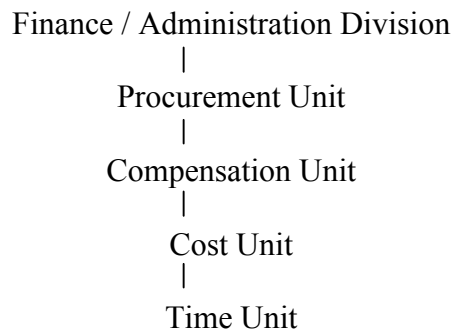 Finance / Administration Division
Procurement Unit
Compensation Unit
Cost Unit
Time Unit